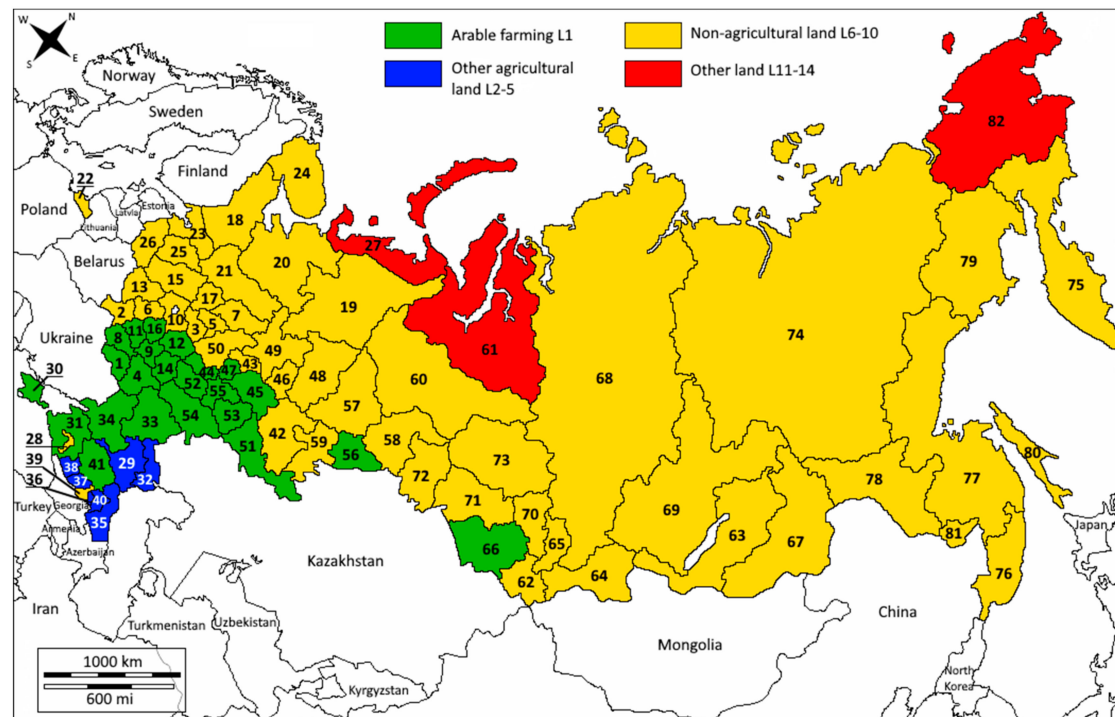 W N
S E
Arable farming L1
Other agricultural
land L2-5
Non-agricultural land L6-10
Other land L11-14
Norway
Sweden
Finland
82
22
24
Poland
Estonia
Latvia
Lithuania
18
23
27
26
25
20
21
Belarus
79
75
15
13
17
19
2
6
10
3
5
7
74
Ukraine
8
11
16
12
50
49
61
1
9
43
30
4
14
44
47
46
48
60
68
52
55
45
57
31
34
33
54
53
42
59
58
28
51
56
73
80
39
38
41
29
72
78
77
36
37
32
71
Turkey
Georgia
40
70
69
63
67
81
Armenia
35
66
65
Japan
Azerbaijan
Kazakhstan
62
64
76
Iran
China
Turkmenistan
Uzbekistan
Mongolia
1000 km
600 mi
Kyrgyzstan
North
Korea